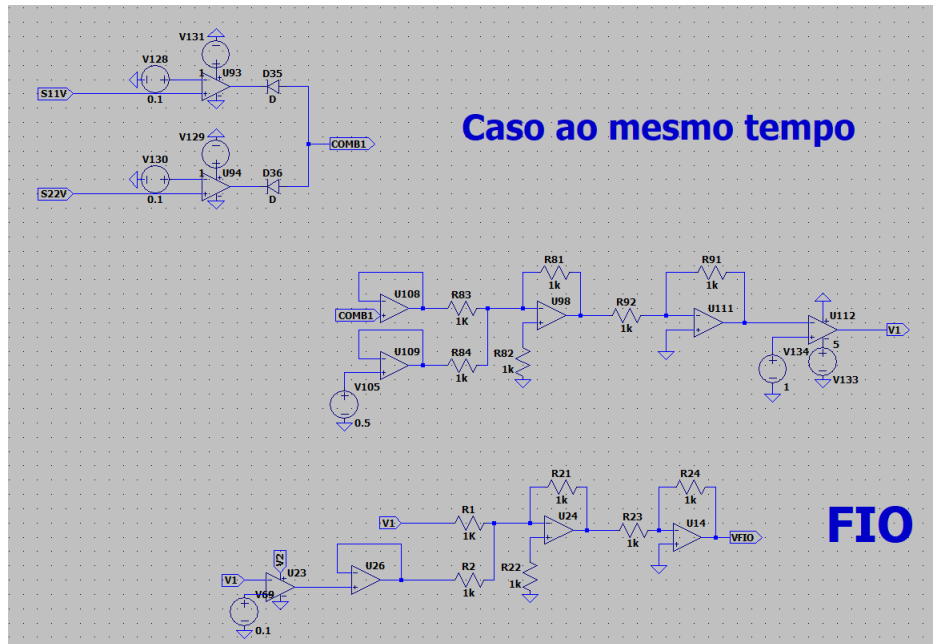 V131
V128
1
U93
D35
S11V
0.1
D
Caso ao mesmo tempo
V129
COMB1
V130
1
U94
D36
S22V
0.1
D
R81
R91
1k
1k
U108
R83
U98
R92
U111
U112
COMB1
1K
1k
V1
U109
R84
R82
V134
5
1k
1k
V105
V133
1
0.5
R21
R24
1k
1k
R1
U24
R23
U14
V1
VFIO
FIO
1K
1k
V2
U23
U26
R2
R22
V1
V69
1k
1k
0.1